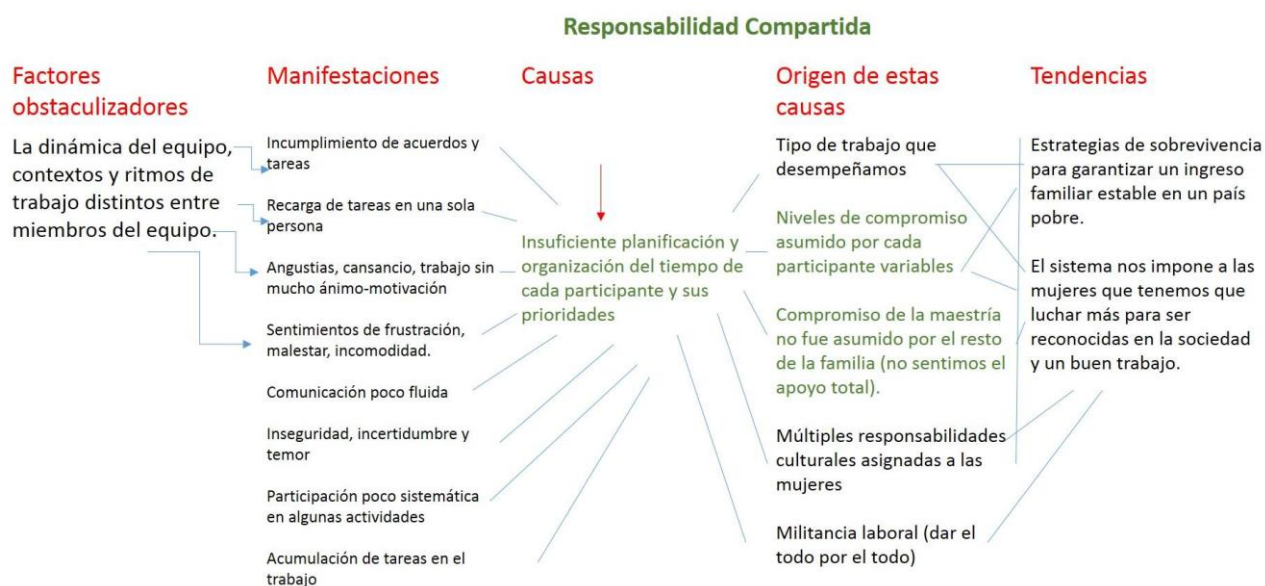 Responsabilidad Compartida
Factores
obstaculizadores
La dinámica del equipo,
contextos y ritmos de
trabajo distintos entre
miembros del equipo.
Manifestaciones
Incumplimiento de acuerdos y
tareas
Recarga de tareas en una sola
persona
Angustias, cansancio, trabajo sin
mucho ánimo-motivación
Sentimientos de frustración,
malestar, incomodidad.
Comunicación poco fluida
Inseguridad, incertidumbre y
temor
Participación poco sistemática
en algunas actividades
Acumulación de tareas en el
trabajo
Causas
Insuficiente planificación y
organización del tiempo de
cada participante y sus
prioridades
Origen de estas
causas
Tipo de trabajo que
desempeñamos
Niveles de compromiso
asumido por cada
participante variables
Compromiso de la maestría
no fue asumido por el resto
de la familia (no sentimos el
apoyo total).
Múltiples responsabilidades
culturales asignadas a las
mujeres
Militancia laboral (dar el
todo por el todo)
Tendencias
Estrategias de sobrevivencia
para garantizar un ingreso
familiar estable en un país
pobre.
El sistema nos impone a las
mujeres que tenemos que
luchar más para ser
reconocidas en la sociedad
y un buen trabajo.